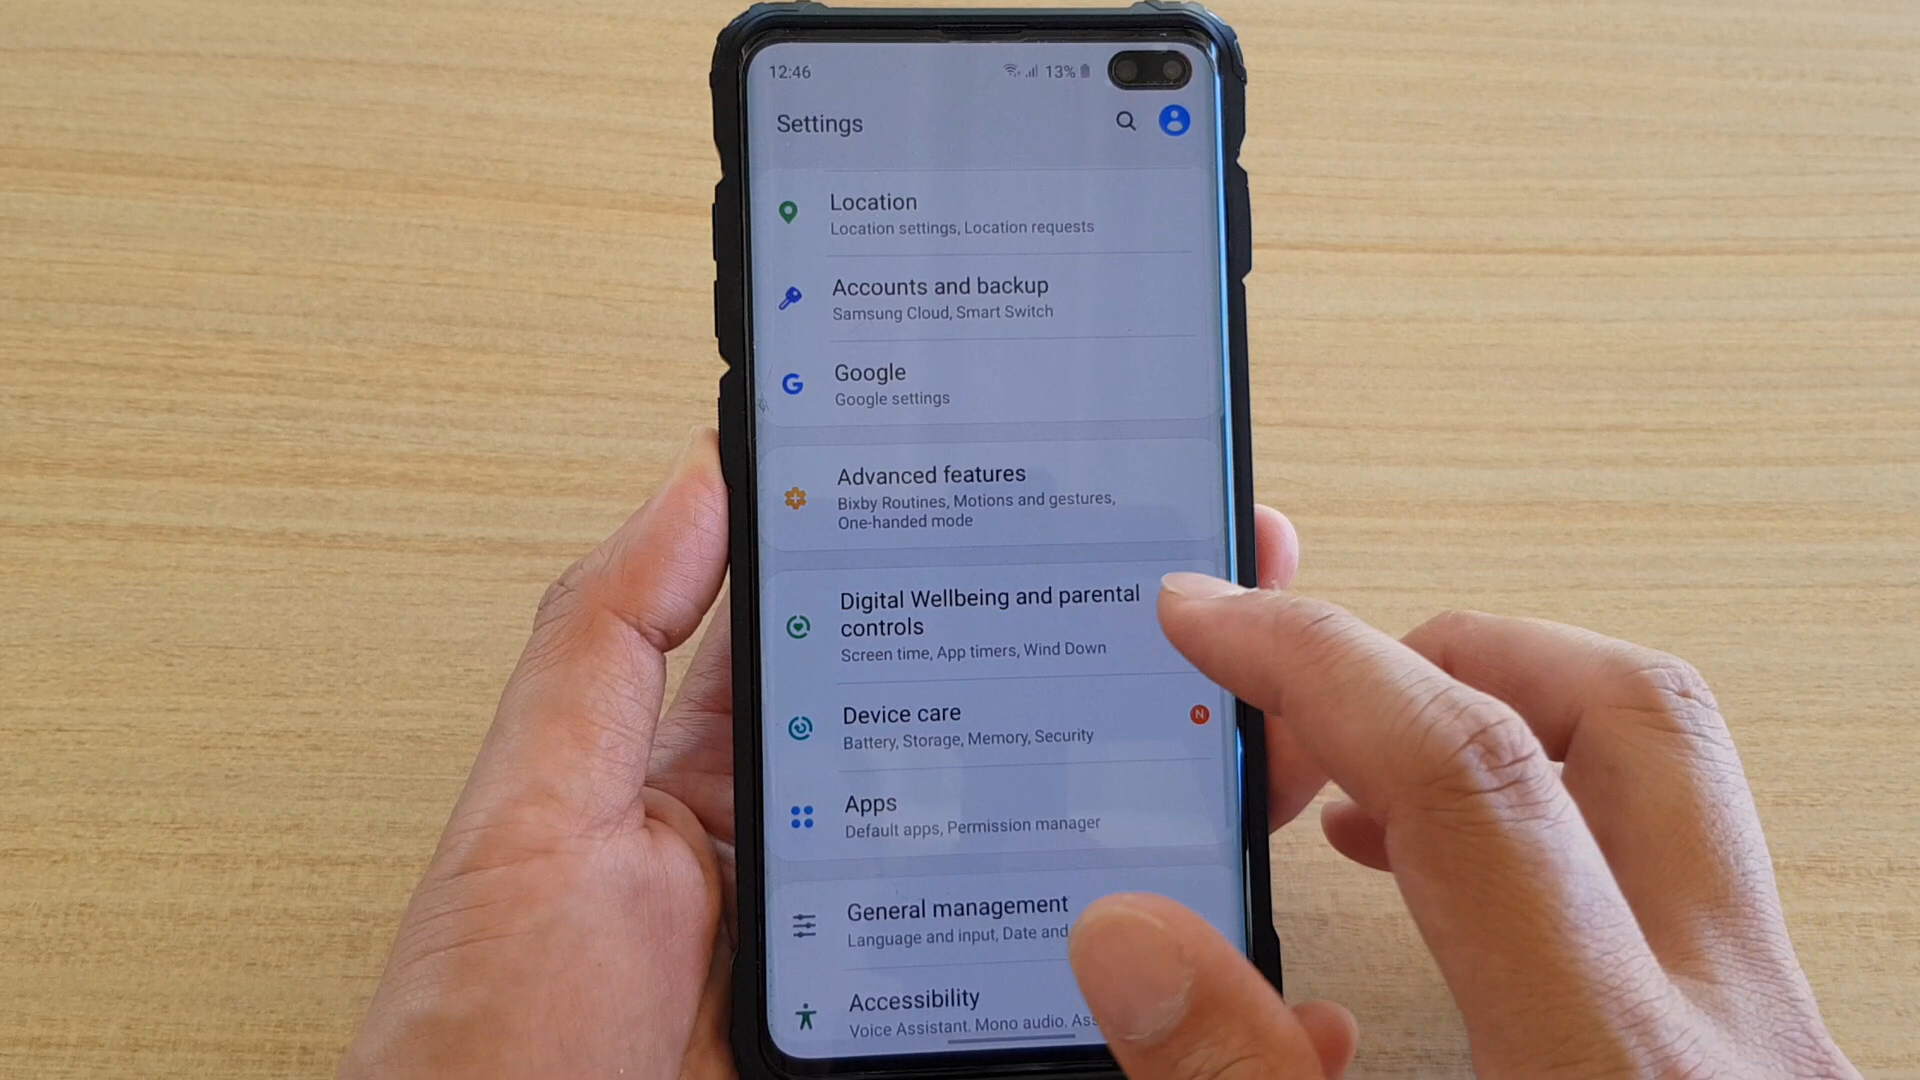 12:46
13%
Settings
Location
Location settings, Location requests
Accounts and backup
Samsung Cloud, Smart Switch
G
Google
Google settings
Advanced features
Bixby Routines, Motions and gestures,
One-handed mode
Digital Wellbeing and parental
controls
Screen time, App timers, Wind Down
Device care
N
Battery, Storage, Memory, Security
Apps
Default apps, Permission manager
General management
Language and input, Date and
Accessibility
Voice Assistant, Mono audio,